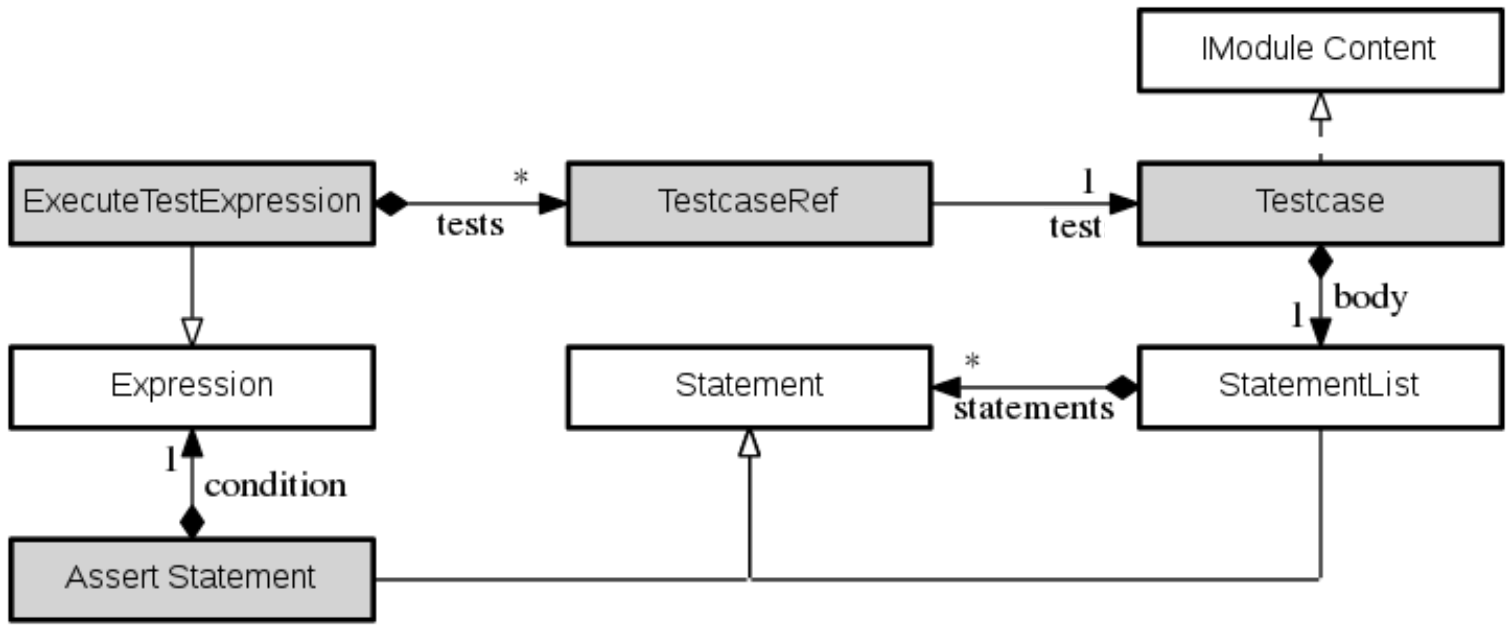 IModule Content
ExecuteTestExpression
*
tests
TestcaseRef
1
test
Testcase
body
1
Expression
Statement
*
statements
StatementList
1
condition
Assert Statement